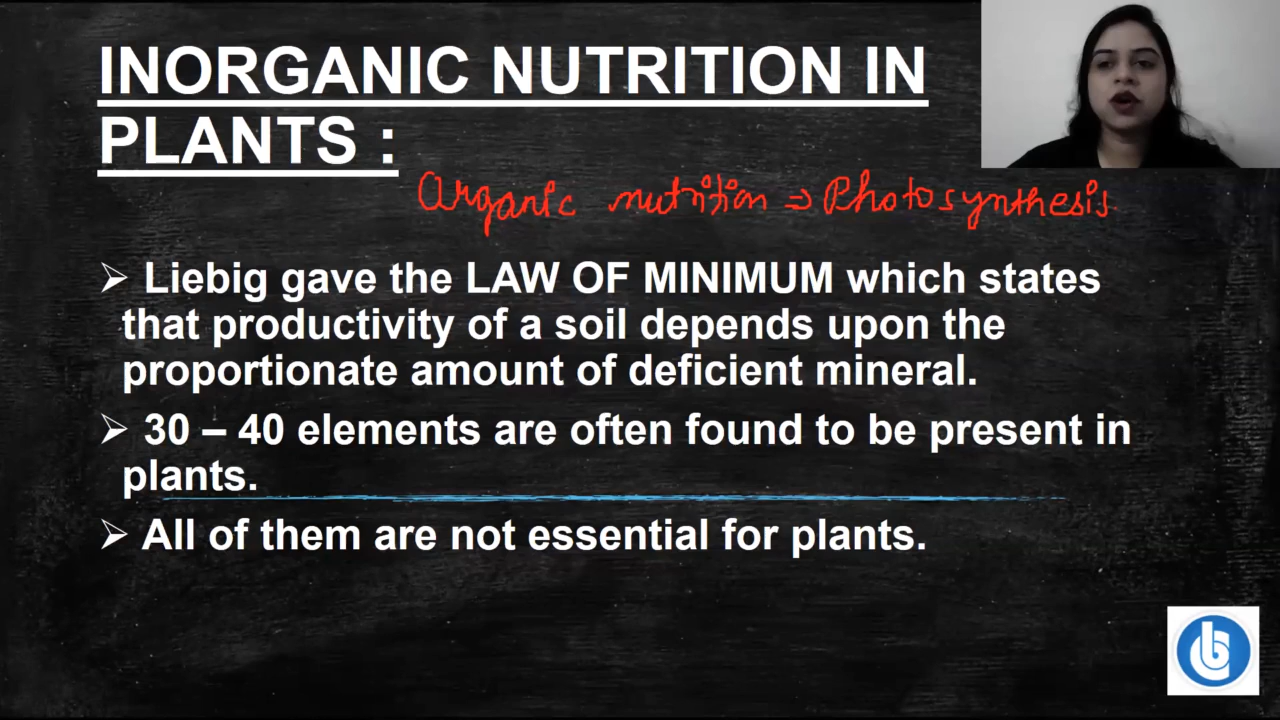 INORGANIC NUTRITION IN
PLANTS :
Organic nutrition ⇒ Photosynthesis.
➢ Liebig gave the LAW OF MINIMUM which states
that productivity of a soil depends upon the
proportionate amount of deficient mineral.
➢ 30 – 40 elements are often found to be present in
plants.
➢ All of them are not essential for plants.